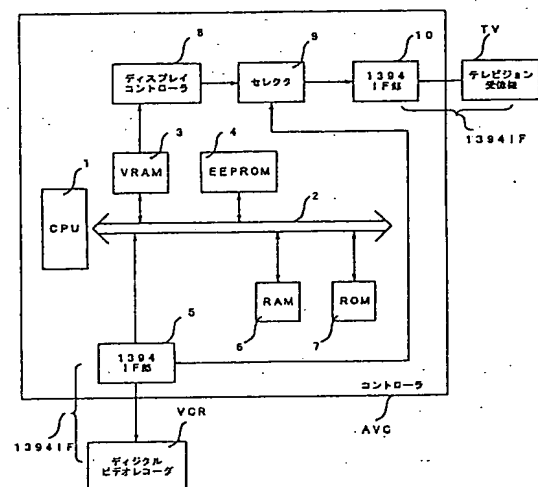 8
9
10
TV
ディスプレイ
コントローラ
セレクタ
1394
IF部
テレビジョン
受像機
1394IF
3
4
1
VRAM
EEPROM
2
CPU
5
RAM
ROM
6
7
1394
IF部
コントローラ
AVC
1394IF
VCR
ディジタル
ビデオレコーダ